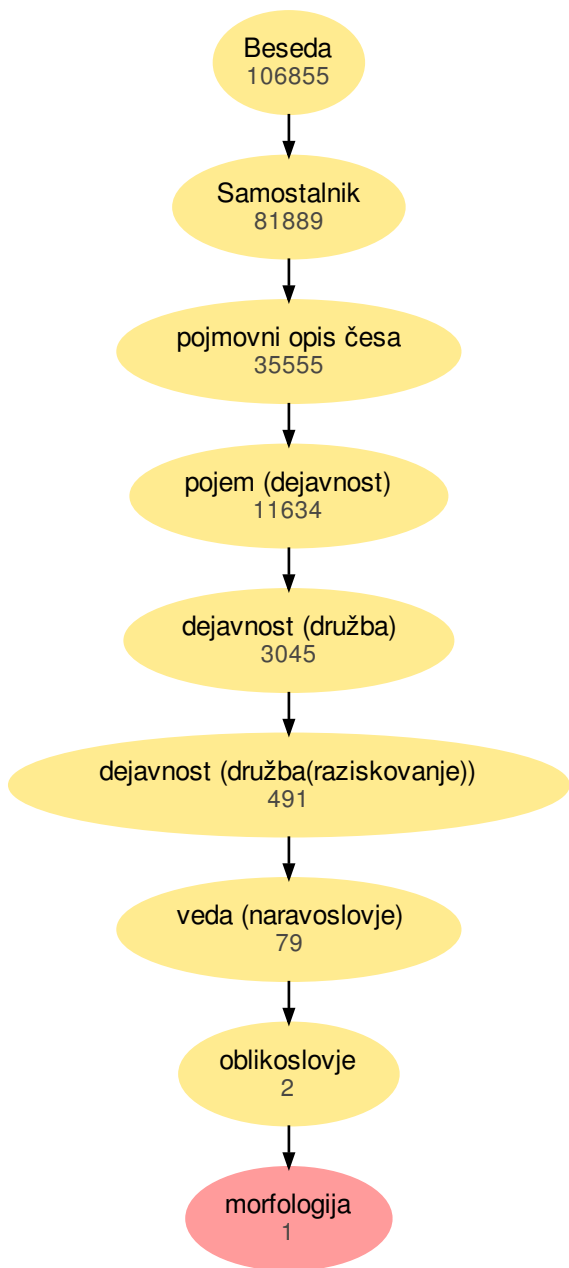 Beseda
106855
Samostalnik
81889
pojmovni opis česa
35555
pojem (dejavnost)
11634
dejavnost (družba)
3045
dejavnost (družba(raziskovanje))
491
veda (naravoslovje)
79
oblikoslovje
2
morfologija
1